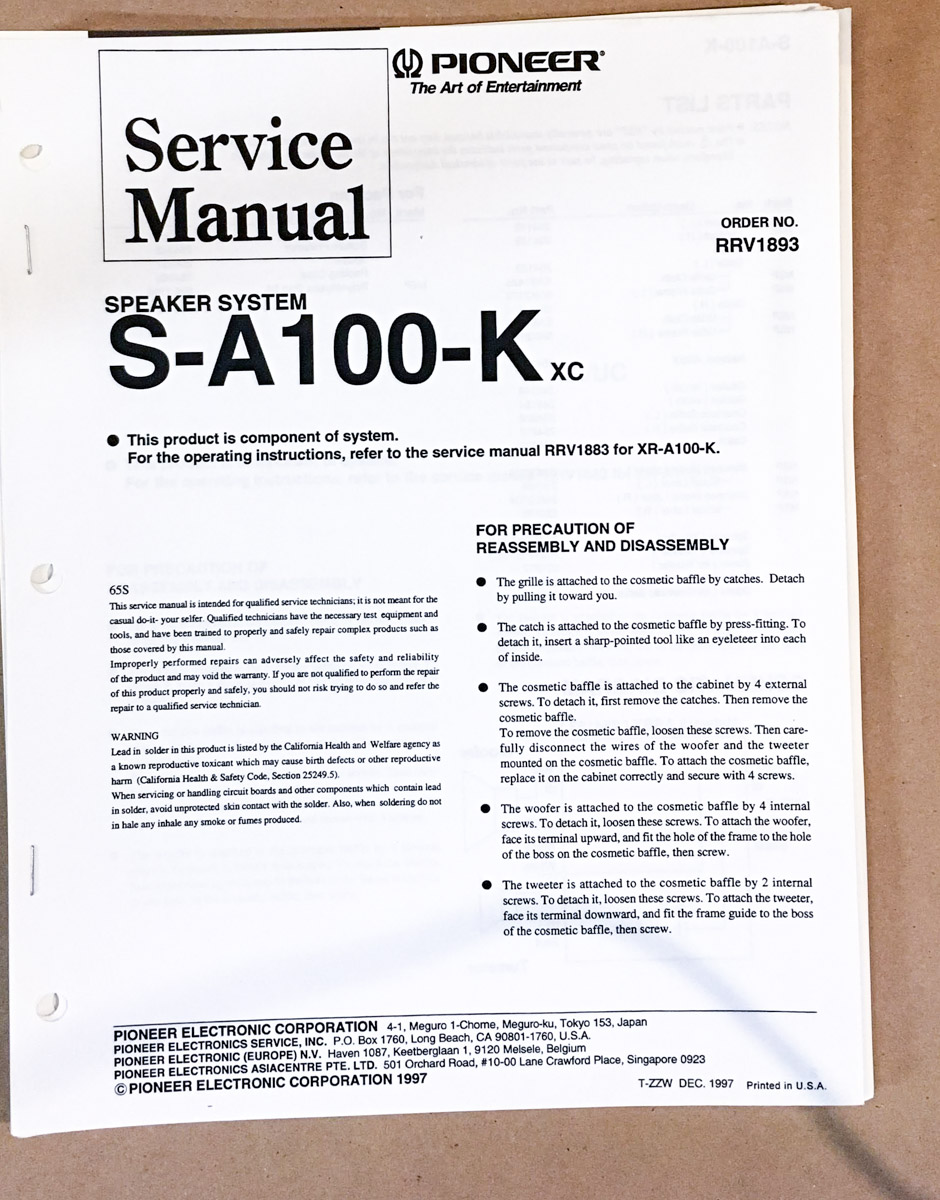 Service
Manual
PIONEER®
The Art of Entertainment
ORDER NO.
RRV1893
SPEAKER SYSTEM
S-A100-K XC
● This product is component of system.
For the operating instructions, refer to the service manual RRV1883 for XR-A100-K.
65S
This service manual is intended for qualified service technicians; it is not meant for the
casual do-it- your selfer. Qualified technicians have the necessary test equipment and
tools, and have been trained to properly and safely repair complex products such as
those covered by this manual.
Improperly performed repairs can adversely affect the safety and reliability
of the product and may void the warranty. If you are not qualified to perform the repair
of this product properly and safely, you should not risk trying to do so and refer the
repair to a qualified service technician.
WARNING
Lead in solder in this product is listed by the California Health and Welfare agency as
a known reproductive toxicant which may cause birth defects or other reproductive
harm (California Health & Safety Code, Section 25249.5).
When servicing or handling circuit boards and other components which contain lead
in solder, avoid unprotected skin contact with the solder. Also, when soldering do not
in hale any inhale any smoke or fumes produced.
FOR PRECAUTION OF
REASSEMBLY AND DISASSEMBLY
● The grille is attached to the cosmetic baffle by catches. Detach
by pulling it toward you.
● The catch is attached to the cosmetic baffle by press-fitting. To
detach it, insert a sharp-pointed tool like an eyeleteer into each
of inside.
● The cosmetic baffle is attached to the cabinet by 4 external
screws. To detach it, first remove the catches. Then remove the
cosmetic baffle.
To remove the cosmetic baffle, loosen these screws. Then care-
fully disconnect the wires of the woofer and the tweeter
mounted on the cosmetic baffle. To attach the cosmetic baffle,
replace it on the cabinet correctly and secure with 4 screws.
● The woofer is attached to the cosmetic baffle by 4 internal
screws. To detach it, loosen these screws. To attach the woofer,
face its terminal upward, and fit the hole of the frame to the hole
of the boss on the cosmetic baffle, then screw.
● The tweeter is attached to the cosmetic baffle by 2 internal
screws. To detach it, loosen these screws. To attach the tweeter,
face its terminal downward, and fit the frame guide to the boss
of the cosmetic baffle, then screw.
PIONEER ELECTRONIC CORPORATION 4-1, Meguro 1-Chome, Meguro-ku, Tokyo 153, Japan
PIONEER ELECTRONICS SERVICE, INC. P.O. Box 1760, Long Beach, CA 90801-1760, U.S.A.
PIONEER ELECTRONIC (EUROPE) N.V. Haven 1087, Keetberglaan 1, 9120 Melsele, Belgium
PIONEER ELECTRONICS ASIACENTRE PTE. LTD. 501 Orchard Road, #10-00 Lane Crawford Place, Singapore 0923
© PIONEER ELECTRONIC CORPORATION 1997
T-ZZW DEC. 1997 Printed in U.S.A.